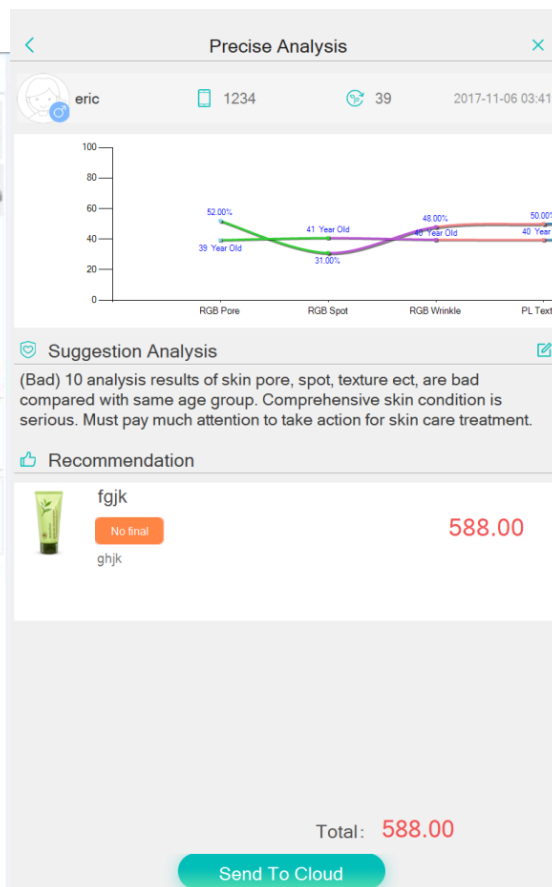 Precise Analysis
eric 1234 39 2017-11-06 03:41
100
80
60
40
20
0
52.00%
39 Year Old
41 Year Old
31.00%
48.00%
Year Old
50.00%
40 Year
RGB Pore RGB Spot RGB Wrinkle PL Text
Suggestion Analysis
(Bad) 10 analysis results of skin pore, spot, texture ect, are bad
compared with same age group. Comprehensive skin condition is
serious. Must pay much attention to take action for skin care treatment.
Recommendation
fgjk
No final
588.00
ghjk
Total: 588.00
Send To Cloud